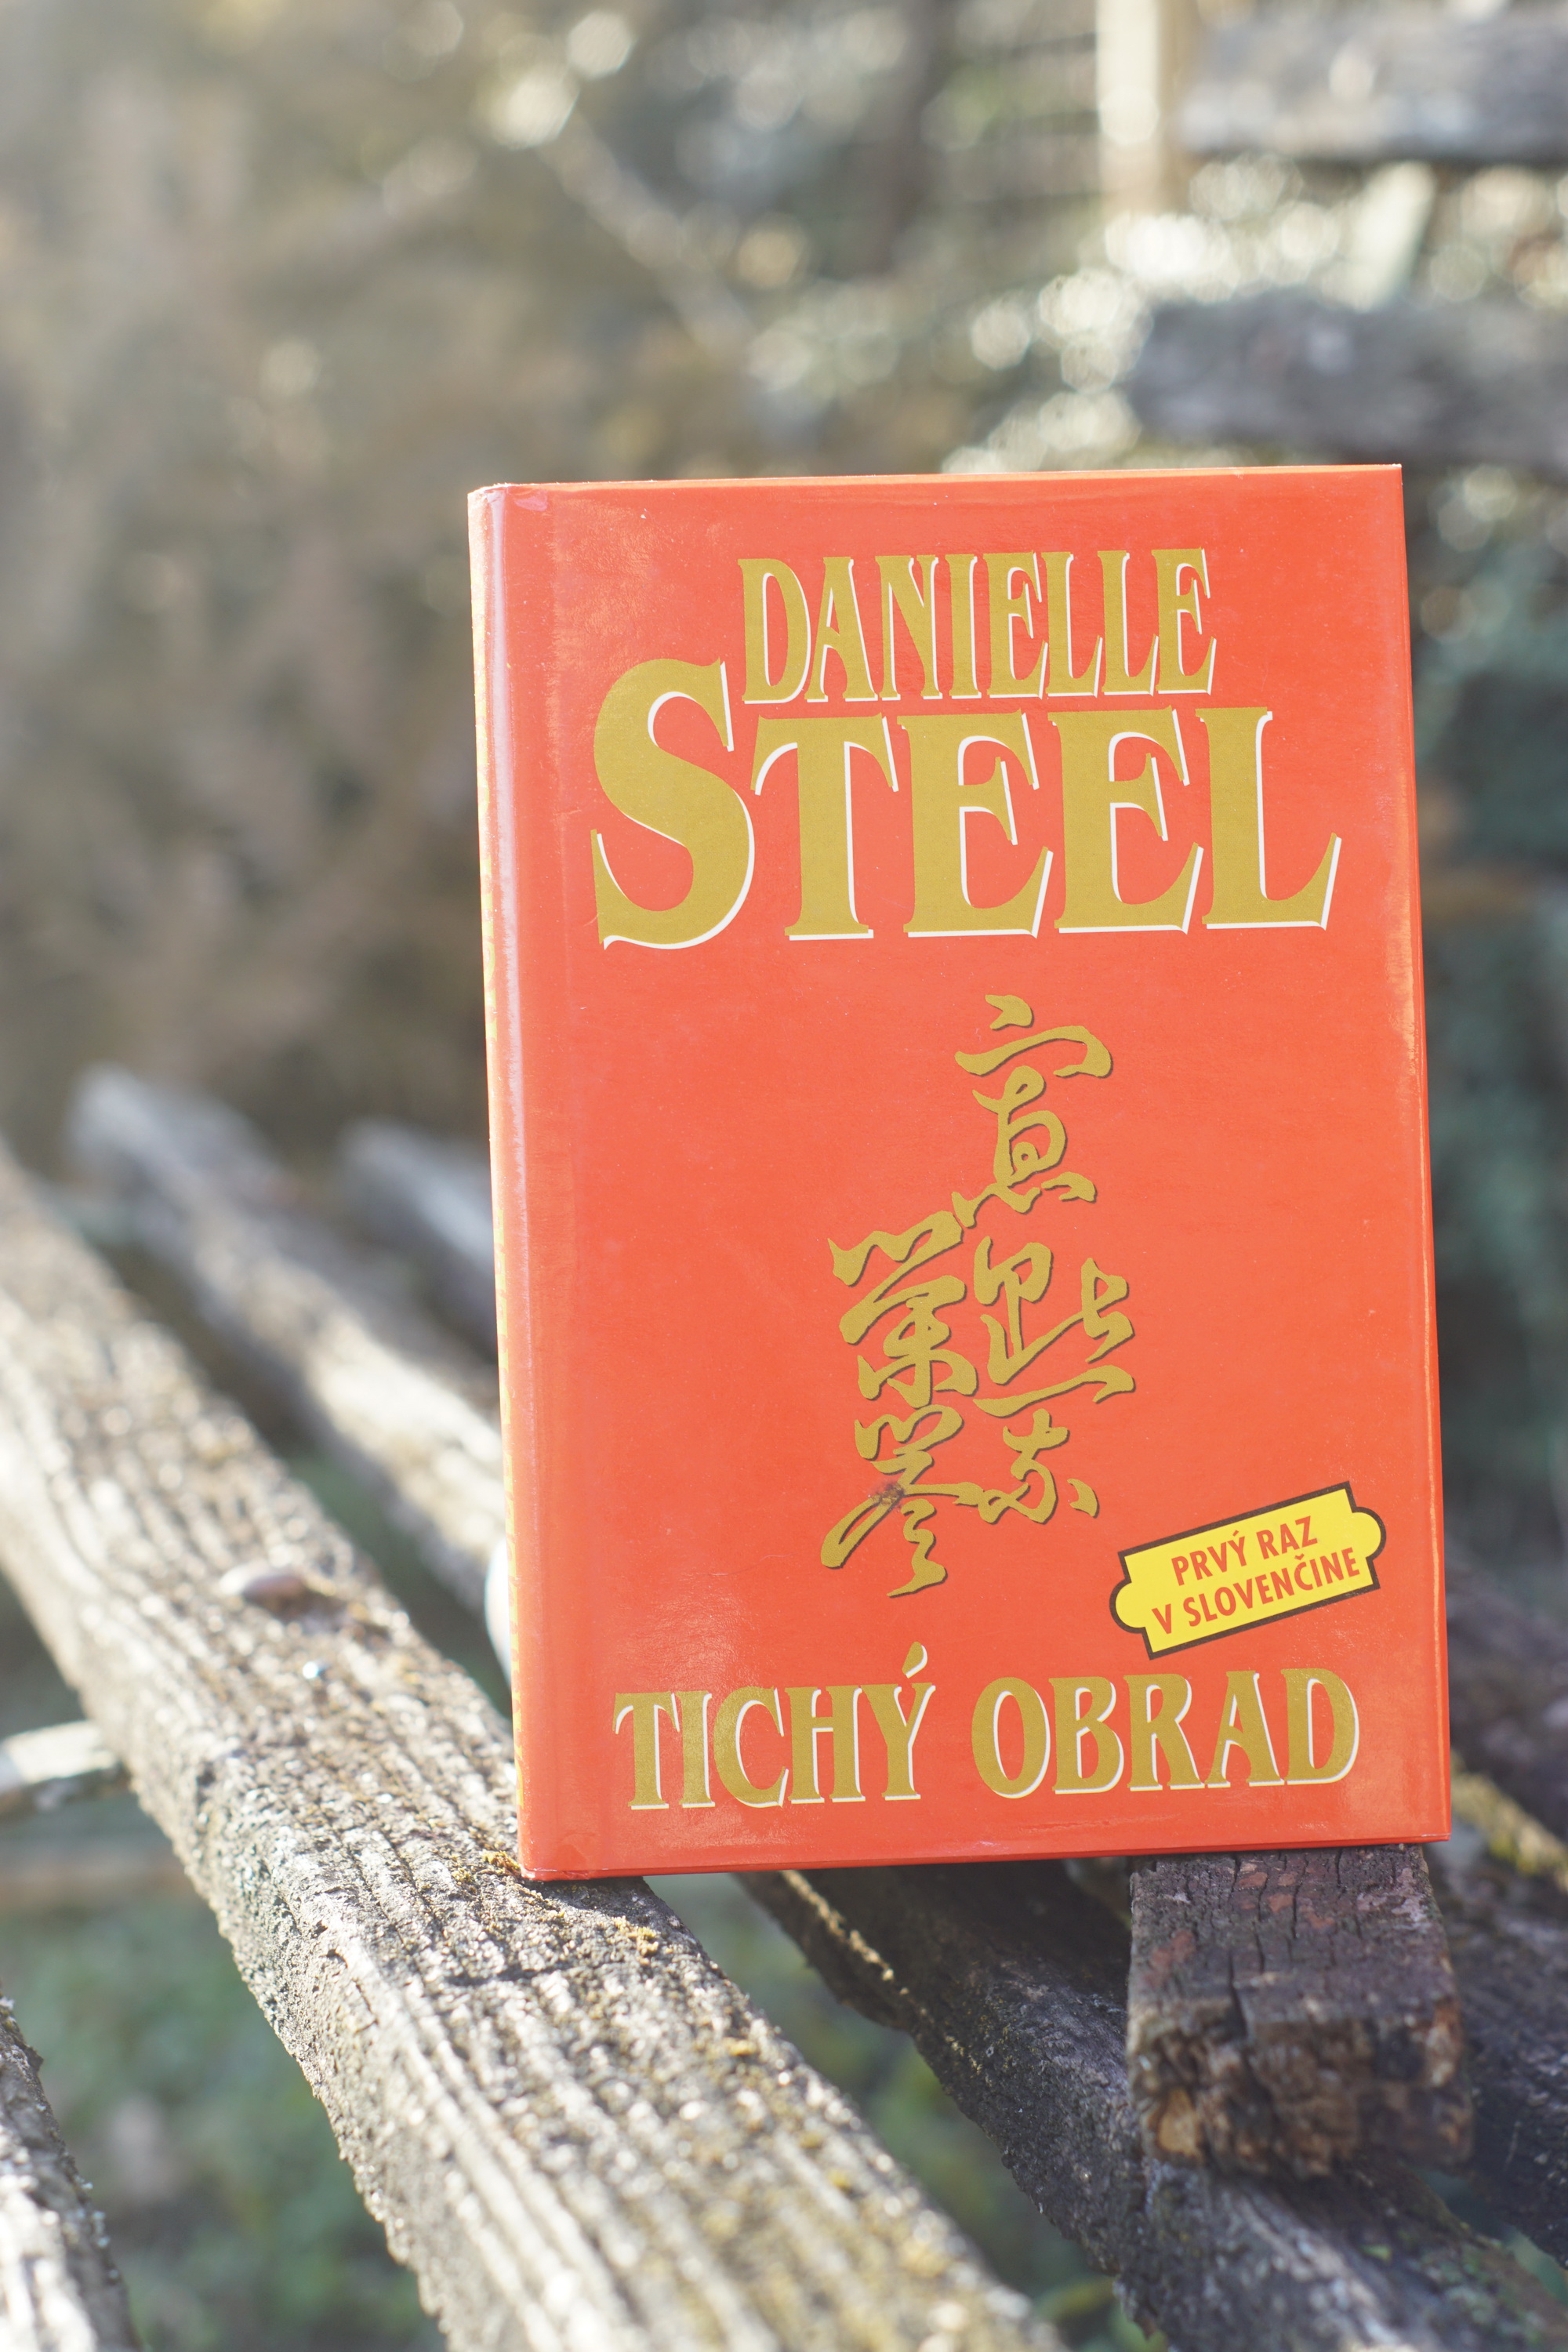 DANIELLE
STEEL
PRVÝ RAZ
V SLOVENČINE
TICHÝ OBRAD